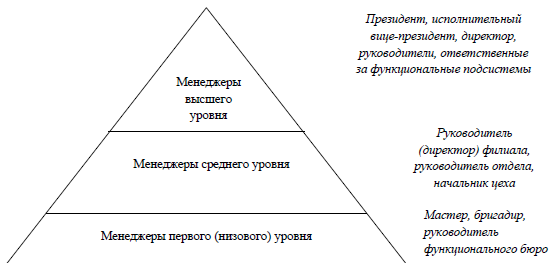 Президент, исполнительный
вице-президент, директор,
руководители, ответственные
за функциональные подсистемы
Менеджеры
высшего
уровня
Руководитель
(директор) филиала,
руководитель отдела,
начальник цеха
Менеджеры среднего уровня
Мастер, бригадир,
руководитель
функционального бюро
Менеджеры первого (низового) уровня